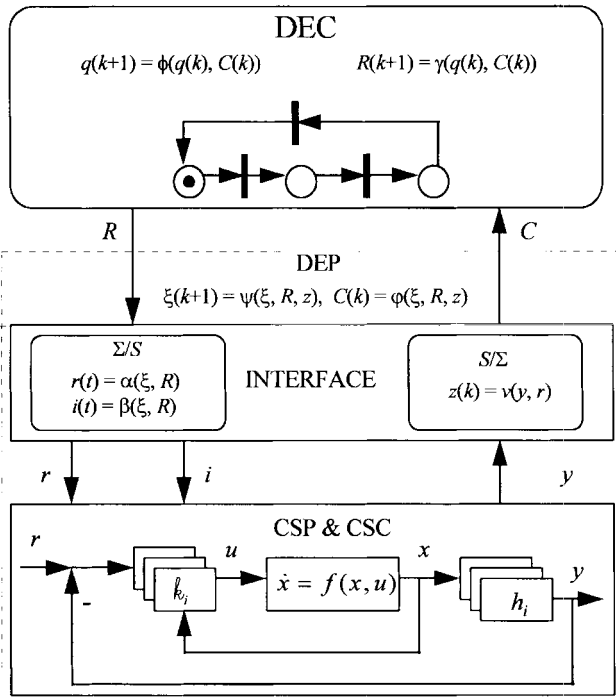 DEC
q(k+1) = ϕ(q(k), C(k)) R(k+1) = γ(q(k), C(k))
R C
DEP
ξ(k+1) = ψ(ξ, R, z), C(k) = φ(ξ, R, z)
Σ/S
r(t) = α(ξ, R)
i(t) = β(ξ, R)
INTERFACE
S/Σ
z(k) = ν(y, r)
r i y
CSP & CSC
r u x y
-
k_i
ẋ = f(x, u)
h_i